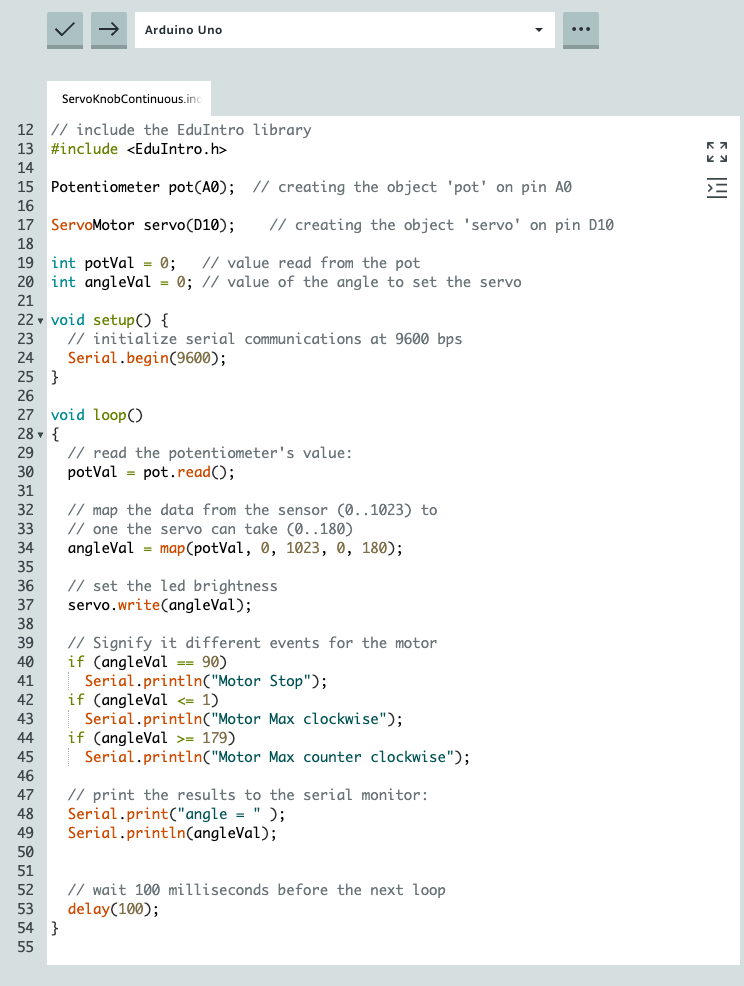 Arduino Uno
ServoKnobContinuous.ino
12 // include the EduIntro library
13 #include <EduIntro.h>
14
15 Potentiometer pot(A0);  // creating the object 'pot' on pin A0
16
17 ServoMotor servo(D10);    // creating the object 'servo' on pin D10
18
19 int potVal = 0;   // value read from the pot
20 int angleVal = 0; // value of the angle to set the servo
21
22 void setup() {
23   // initialize serial communications at 9600 bps
24   Serial.begin(9600);
25 }
26
27 void loop()
28 {
29   // read the potentiometer's value:
30   potVal = pot.read();
31
32   // map the data from the sensor (0..1023) to
33   // one the servo can take (0..180)
34   angleVal = map(potVal, 0, 1023, 0, 180);
35
36   // set the led brightness
37   servo.write(angleVal);
38
39   // Signify it different events for the motor
40   if (angleVal == 90)
41     Serial.println("Motor Stop");
42   if (angleVal <= 1)
43     Serial.println("Motor Max clockwise");
44   if (angleVal >= 179)
45     Serial.println("Motor Max counter clockwise");
46
47   // print the results to the serial monitor:
48   Serial.print("angle = " );
49   Serial.println(angleVal);
50
51
52   // wait 100 milliseconds before the next loop
53   delay(100);
54 }
55